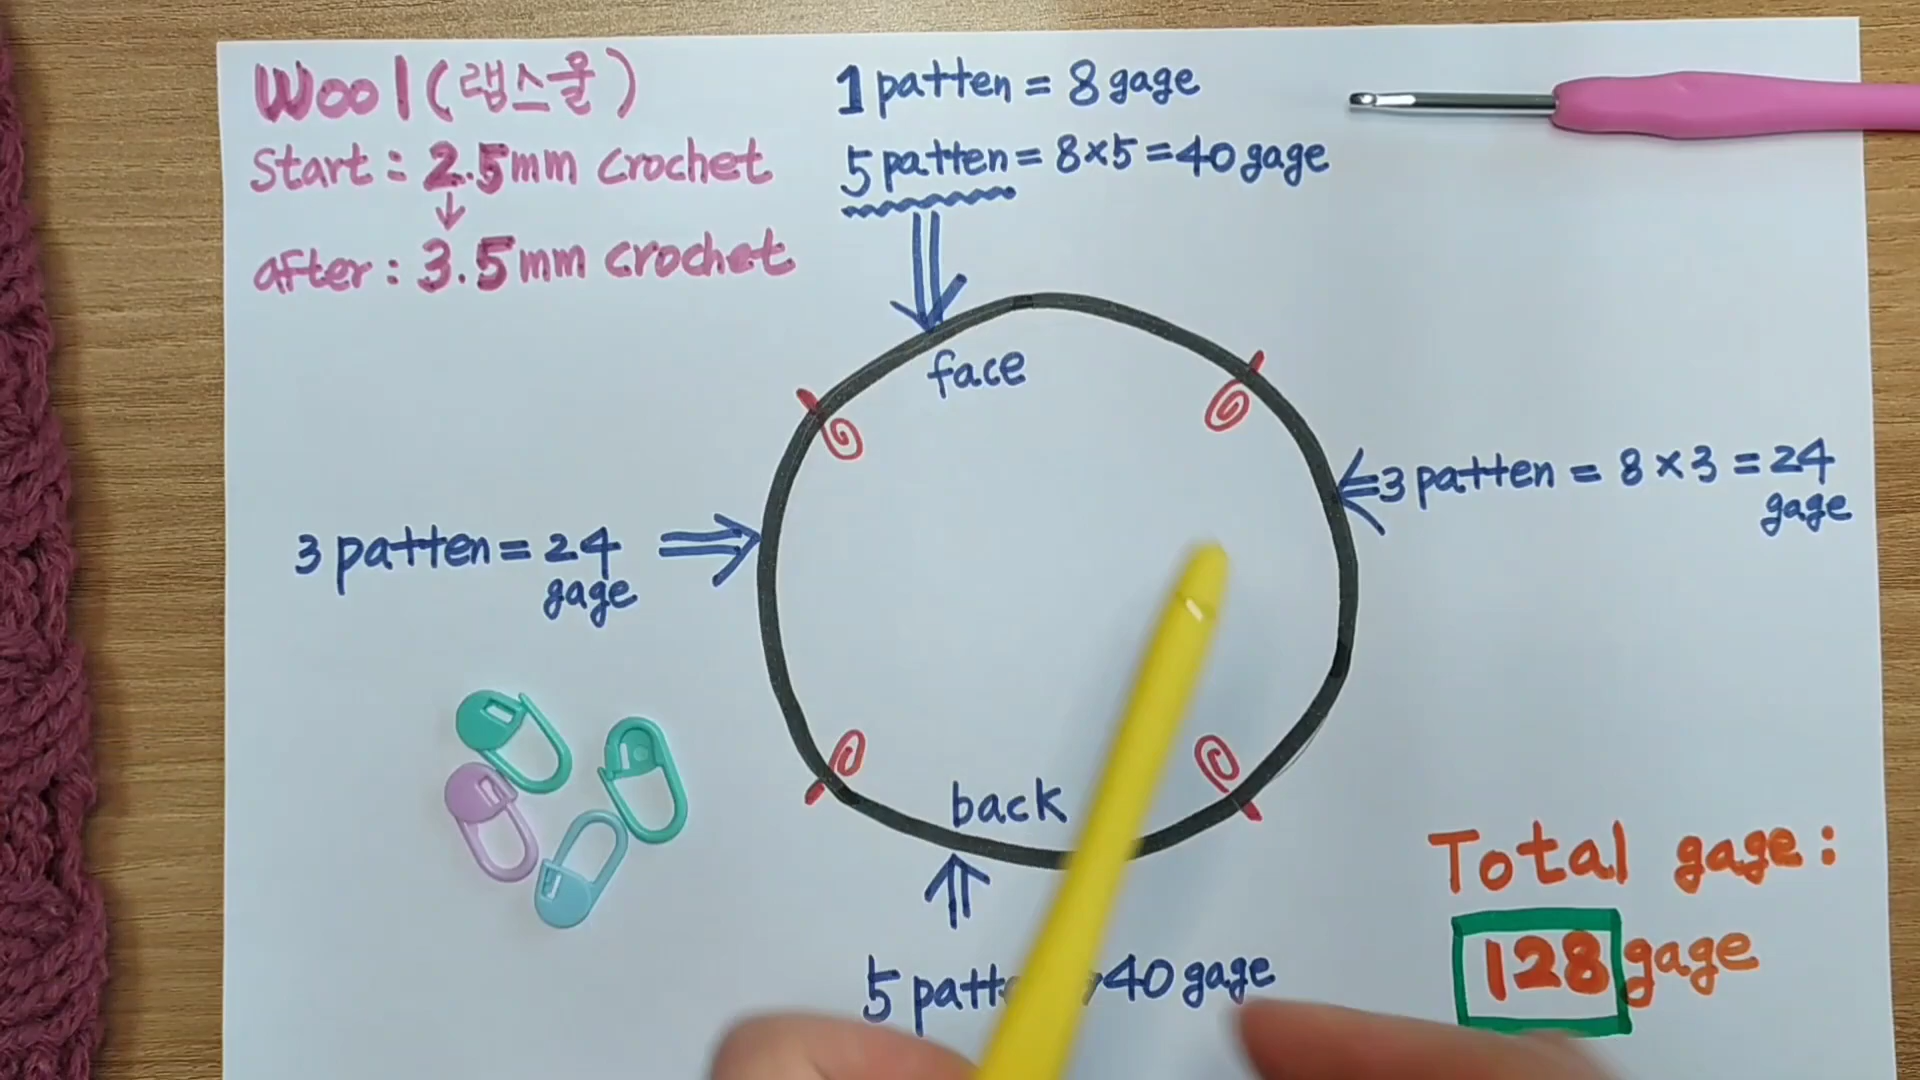 Wool(랩스울)
Start: 2.5mm crochet
↓
after: 3.5mm crochet
1 patten = 8 gage
5 patten = 8×5 = 40 gage
face
3 patten = 8 × 3 = 24
gage
3 patten = 24
gage
back
5 40 gage
Total gage:
128 gage